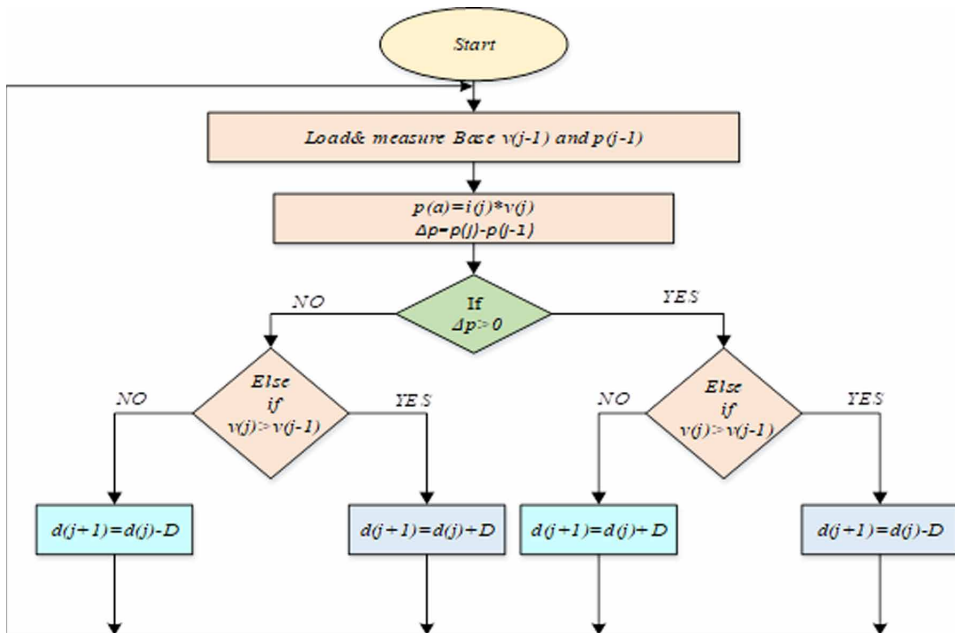 Start
Load& measure Base v(j-1) and p(j-1)
p(a)=i(j)*v(j)
Δp=p(j)-p(j-1)
NO
If
Δp>0
YES
NO
Else
if
v(j)>v(j-1)
YES
NO
Else
if
v(j)>v(j-1)
YES
d(j+1)=d(j)-D
d(j+1)=d(j)+D
d(j+1)=d(j)+D
d(j+1)=d(j)-D